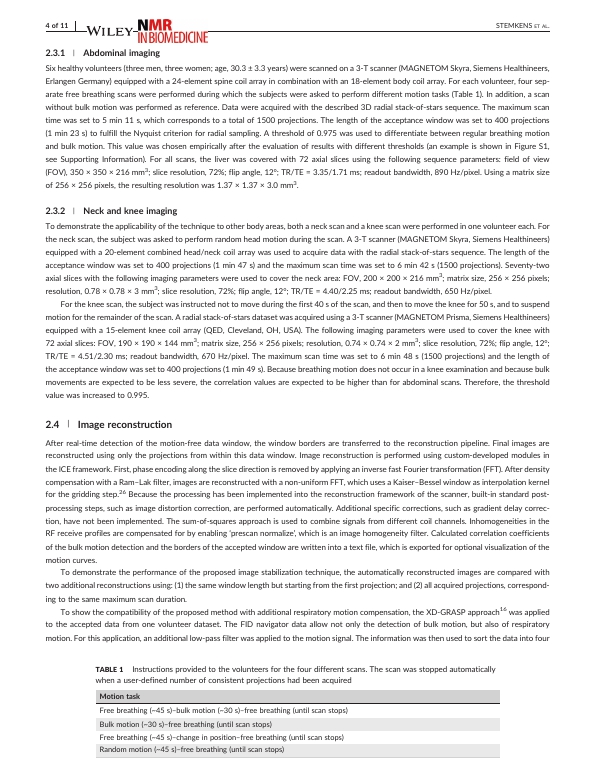 4 of 11
WILEY
NMR
IN BIOMEDICINE
STEMKENS ET AL.
2.3.1 | Abdominal imaging
Six healthy volunteers (three men, three women; age, 30.3 ± 3.3 years) were scanned on a 3-T scanner (MAGNETOM Skyra, Siemens Healthineers,
Erlangen Germany) equipped with a 24-element spine coil array in combination with an 18-element body coil array. For each volunteer, four sep-
arate free breathing scans were performed during which the subjects were asked to perform different motion tasks (Table 1). In addition, a scan
without bulk motion was performed as reference. Data were acquired with the described 3D radial stack-of-stars sequence. The maximum scan
time was set to 5 min 11 s, which corresponds to a total of 1500 projections. The length of the acceptance window was set to 400 projections
(1 min 23 s) to fulfill the Nyquist criterion for radial sampling. A threshold of 0.975 was used to differentiate between regular breathing motion
and bulk motion. This value was chosen empirically after the evaluation of results with different thresholds (an example is shown in Figure S1,
see Supporting Information). For all scans, the liver was covered with 72 axial slices using the following sequence parameters: field of view
(FOV), 350 × 350 × 216 mm³; slice resolution, 72%; flip angle, 12°; TR/TE = 3.35/1.71 ms; readout bandwidth, 890 Hz/pixel. Using a matrix size
of 256 × 256 pixels, the resulting resolution was 1.37 × 1.37 × 3.0 mm³.
2.3.2 | Neck and knee imaging
To demonstrate the applicability of the technique to other body areas, both a neck scan and a knee scan were performed in one volunteer each. For
the neck scan, the subject was asked to perform random head motion during the scan. A 3-T scanner (MAGNETOM Skyra, Siemens Healthineers)
equipped with a 20-element combined head/neck coil array was used to acquire data with the radial stack-of-stars sequence. The length of the
acceptance window was set to 400 projections (1 min 47 s) and the maximum scan time was set to 6 min 42 s (1500 projections). Seventy-two
axial slices with the following imaging parameters were used to cover the neck area: FOV, 200 × 200 × 216 mm³; matrix size, 256 × 256 pixels;
resolution, 0.78 × 0.78 × 3 mm³; slice resolution, 72%; flip angle, 12°; TR/TE = 4.40/2.25 ms; readout bandwidth, 650 Hz/pixel.
For the knee scan, the subject was instructed not to move during the first 40 s of the scan, and then to move the knee for 50 s, and to suspend
motion for the remainder of the scan. A radial stack-of-stars dataset was acquired using a 3-T scanner (MAGNETOM Prisma, Siemens Healthineers)
equipped with a 15-element knee coil array (QED, Cleveland, OH, USA). The following imaging parameters were used to cover the knee with
72 axial slices: FOV, 190 × 190 × 144 mm³; matrix size, 256 × 256 pixels; resolution, 0.74 × 0.74 × 2 mm³; slice resolution, 72%; flip angle, 12°;
TR/TE = 4.51/2.30 ms; readout bandwidth, 670 Hz/pixel. The maximum scan time was set to 6 min 48 s (1500 projections) and the length of
the acceptance window was set to 400 projections (1 min 49 s). Because breathing motion does not occur in a knee examination and because bulk
movements are expected to be less severe, the correlation values are expected to be higher than for abdominal scans. Therefore, the threshold
value was increased to 0.995.
2.4 | Image reconstruction
After real-time detection of the motion-free data window, the window borders are transferred to the reconstruction pipeline. Final images are
reconstructed using only the projections from within this data window. Image reconstruction is performed using custom-developed modules in
the ICE framework. First, phase encoding along the slice direction is removed by applying an inverse fast Fourier transformation (FFT). After density
compensation with a Ram–Lak filter, images are reconstructed with a non-uniform FFT, which uses a Kaiser–Bessel window as interpolation kernel
for the gridding step.²⁶ Because the processing has been implemented into the reconstruction framework of the scanner, built-in standard post-
processing steps, such as image distortion correction, are performed automatically. Additional specific corrections, such as gradient delay correc-
tion, have not been implemented. The sum-of-squares approach is used to combine signals from different coil channels. Inhomogeneities in the
RF receive profiles are compensated for by enabling 'prescan normalize', which is an image homogeneity filter. Calculated correlation coefficients
of the bulk motion detection and the borders of the accepted window are written into a text file, which is exported for optional visualization of the
motion curves.
To demonstrate the performance of the proposed image stabilization technique, the automatically reconstructed images are compared with
two additional reconstructions using: (1) the same window length but starting from the first projection; and (2) all acquired projections, correspond-
ing to the same maximum scan duration.
To show the compatibility of the proposed method with additional respiratory motion compensation, the XD-GRASP approach¹⁶ was applied
to the accepted data from one volunteer dataset. The FID navigator data allow not only the detection of bulk motion, but also of respiratory
motion. For this application, an additional low-pass filter was applied to the motion signal. The information was then used to sort the data into four
TABLE 1 Instructions provided to the volunteers for the four different scans. The scan was stopped automatically
when a user-defined number of consistent projections had been acquired
Motion task
Free breathing (~45 s)–bulk motion (~30 s)–free breathing (until scan stops)
Bulk motion (~30 s)–free breathing (until scan stops)
Free breathing (~45 s)–change in position–free breathing (until scan stops)
Random motion (~45 s)–free breathing (until scan stops)